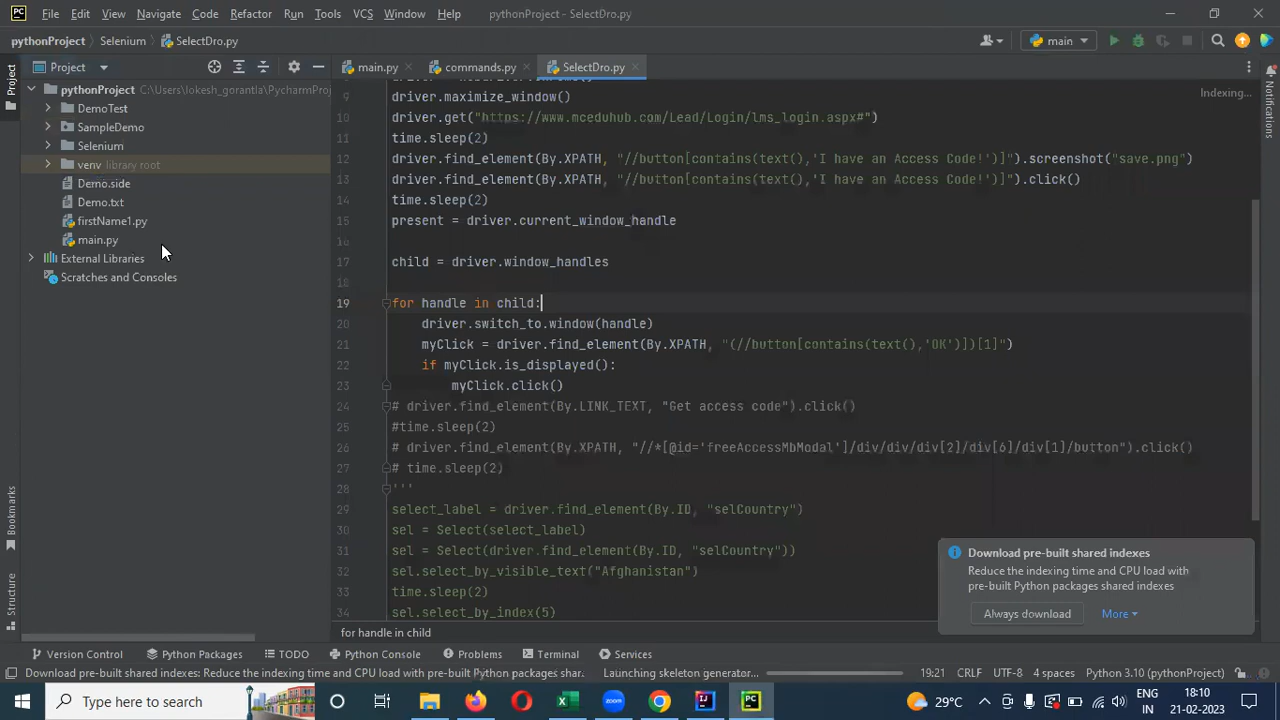 PC File Edit View Navigate Code Refactor Run Tools VCS Window Help pythonProject - SelectDro.py
pythonProject Selenium SelectDro.py main
Project main.py commands.py SelectDro.py
Project
Notifications
Indexing...
pythonProject C:\Users\lokesh_gorantla\PycharmProj
DemoTest
SampleDemo
Selenium
venv library root
Demo.side
Demo.txt
firstName1.py
main.py
External Libraries
Scratches and Consoles
9 driver.maximize_window()
10 driver.get("https://www.mceduhub.com/Lead/Login/lms_login.aspx#")
11 time.sleep(2)
12 driver.find_element(By.XPATH, "//button[contains(text(),'I have an Access Code!')]").screenshot("save.png")
13 driver.find_element(By.XPATH, "//button[contains(text(),'I have an Access Code!')]").click()
14 time.sleep(2)
15 present = driver.current_window_handle
16
17 child = driver.window_handles
18
19 for handle in child:
20 driver.switch_to.window(handle)
21 myClick = driver.find_element(By.XPATH, "(//button[contains(text(),'OK')])[1]")
22 if myClick.is_displayed():
23 myClick.click()
24 # driver.find_element(By.LINK_TEXT, "Get access code").click()
25 #time.sleep(2)
26 # driver.find_element(By.XPATH, "//*[@id='freeAccessMbModal']/div/div/div[2]/div[6]/div[1]/button").click()
27 # time.sleep(2)
28 '''
29 select_label = driver.find_element(By.ID, "selCountry")
30 sel = Select(select_label)
31 sel = Select(driver.find_element(By.ID, "selCountry"))
32 sel.select_by_visible_text("Afghanistan")
33 time.sleep(2)
34 sel.select_by_index(5)
for handle in child
Download pre-built shared indexes
Reduce the indexing time and CPU load with
pre-built Python packages shared indexes
Always download More
Bookmarks
Structure
Version Control Python Packages TODO Python Console Problems Terminal Services
Download pre-built shared indexes: Reduce the indexing time and CPU load with pre-built Python packages shar... Launching skeleton generator... 19:21 CRLF UTF-8 4 spaces Python 3.10 (pythonProject)
Type here to search PC 29°C ENG IN 18:10 21-02-2023